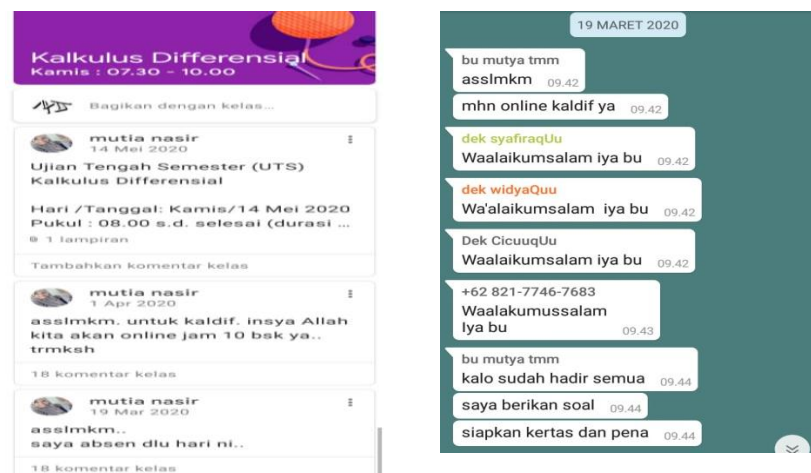 Kalkulus Differensial
Kamis : 07.30 - 10.00
Bagikan dengan kelas...
mutia nasir
14 Mei 2020
Ujian Tengah Semester (UTS)
Kalkulus Differensial
Hari /Tanggal: Kamis/14 Mei 2020
Pukul : 08.00 s.d. selesai (durasi ...
1 lampiran
Tambahkan komentar kelas
mutia nasir
1 Apr 2020
asslmkm. untuk kaldif. insya Allah
kita akan online jam 10 bsk ya..
trmksh
18 komentar kelas
mutia nasir
19 Mar 2020
asslmkm..
saya absen dlu hari ni..
18 komentar kelas
19 MARET 2020
bu mutya tmm
asslmkm 09.42
mhn online kaldif ya 09.42
dek syafiraqUu
Waalaikumsalam iya bu 09.42
dek widyaQuu
Wa'alaikumsalam iya bu 09.42
Dek CicuuqUu
Waalaikumsalam iya bu 09.42
+62 821-7746-7683
Waalakumussalam
Iya bu 09.43
bu mutya tmm
kalo sudah hadir semua 09.44
saya berikan soal 09.44
siapkan kertas dan pena 09.44